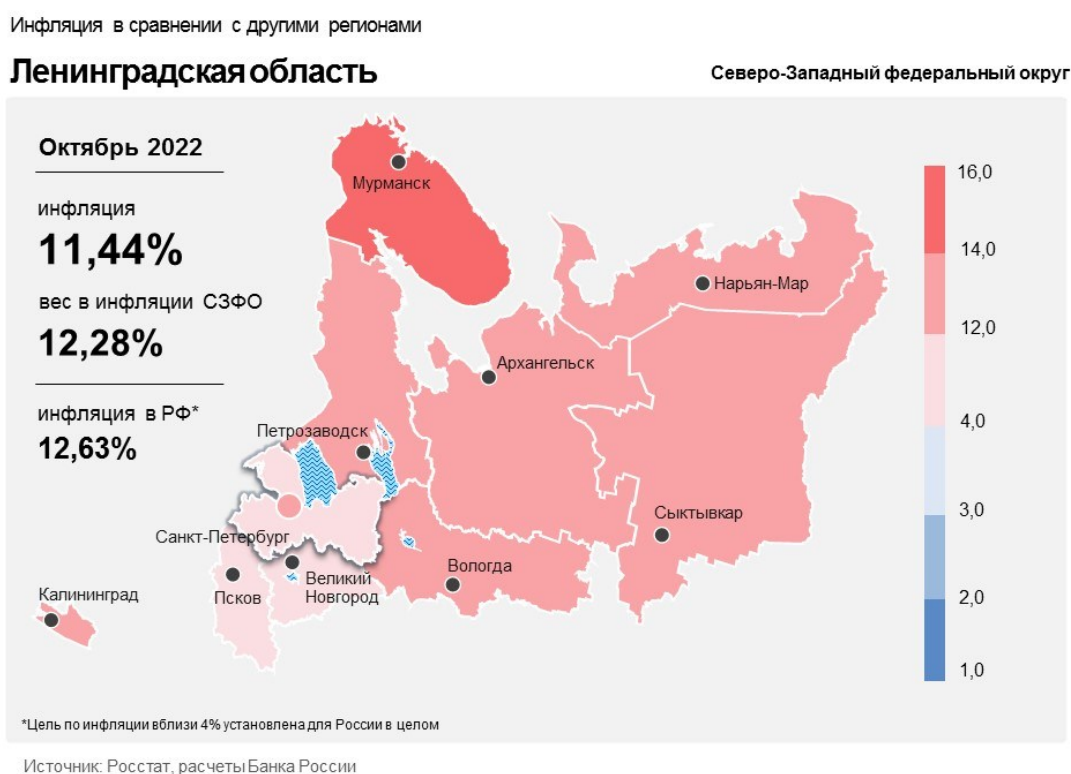 Инфляция в сравнении с другими регионами
Ленинградская область
Северо-Западный федеральный округ
Октябрь 2022
инфляция
11,44%
вес в инфляции СЗФО
12,28%
инфляция в РФ*
12,63%
Мурманск
Нарьян-Мар
Архангельск
Петрозаводск
Сыктывкар
Санкт-Петербург
Вологда
Великий
Новгород
Псков
Калининград
16,0
14,0
12,0
4,0
3,0
2,0
1,0
*Цель по инфляции вблизи 4% установлена для России в целом
Источник: Росстат, расчеты Банка России